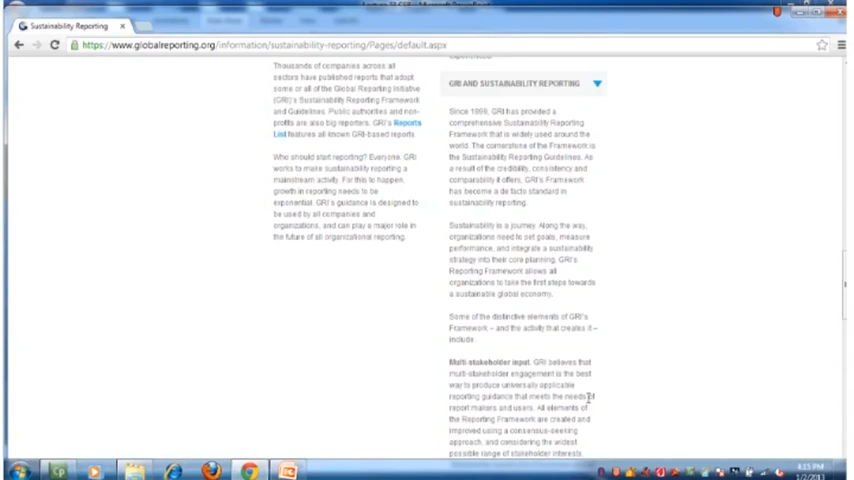 Lecture 33 CSR - Microsoft PowerPoint
Sustainability Reporting
https://www.globalreporting.org/information/sustainability-reporting/Pages/default.aspx
Thousands of companies across all
sectors have published reports that adopt
some or all of the Global Reporting Initiative
(GRI)'s Sustainability Reporting Framework
and Guidelines. Public authorities and non-
profits are also big reporters. GRI's Reports
List features all known GRI-based reports.
Who should start reporting? Everyone. GRI
works to make sustainability reporting a
mainstream activity. For this to happen,
growth in reporting needs to be
exponential. GRI's guidance is designed to
be used by all companies and
organizations, and can play a major role in
the future of all organizational reporting.
GRI AND SUSTAINABILITY REPORTING
Since 1999, GRI has provided a
comprehensive Sustainability Reporting
Framework that is widely used around the
world. The cornerstone of the Framework is
the Sustainability Reporting Guidelines. As
a result of the credibility, consistency and
comparability it offers, GRI's Framework
has become a de facto standard in
sustainability reporting.
Sustainability is a journey. Along the way,
organizations need to set goals, measure
performance, and integrate a sustainability
strategy into their core planning. GRI's
Reporting Framework allows all
organizations to take the first steps towards
a sustainable global economy.
Some of the distinctive elements of GRI's
Framework – and the activity that creates it –
include:
Multi-stakeholder input. GRI believes that
multi-stakeholder engagement is the best
way to produce universally applicable
reporting guidance that meets the needs of
report makers and users. All elements of
the Reporting Framework are created and
improved using a consensus-seeking
approach, and considering the widest
possible range of stakeholder interests,
4:15 PM
1/2/2013